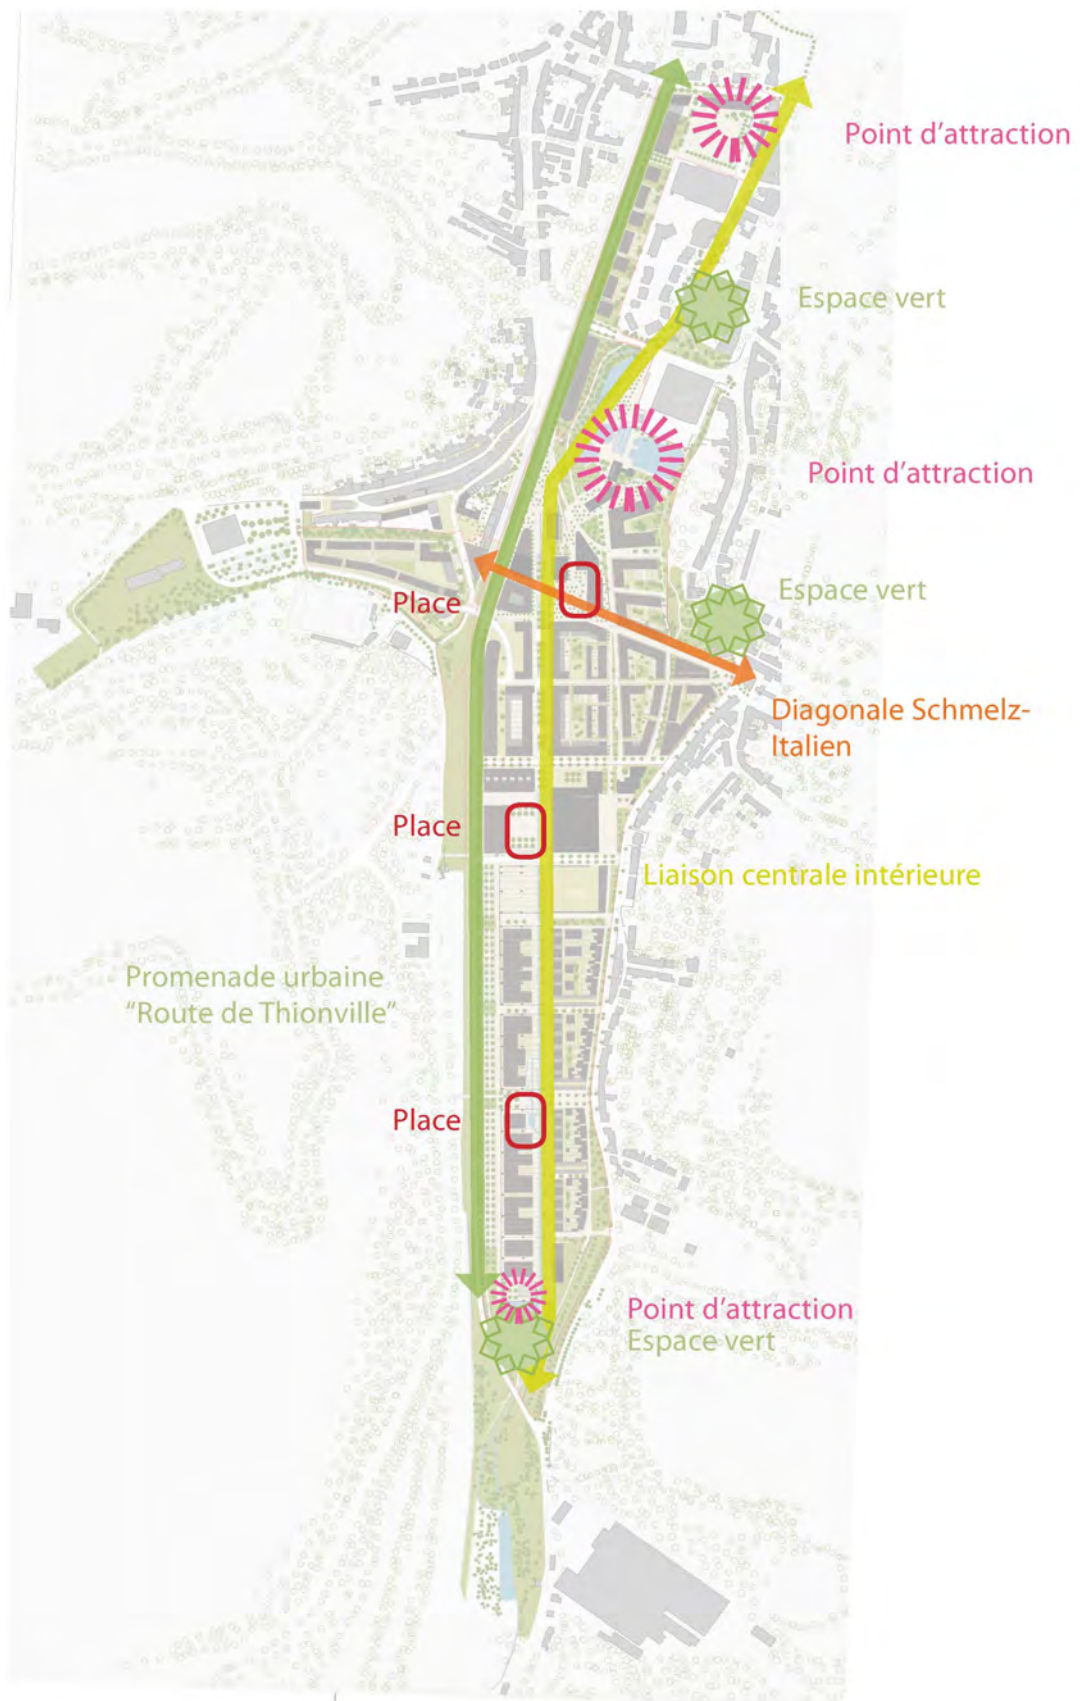 Point d'attraction
Espace vert
Point d'attraction
Espace vert
Place
Diagonale Schmelz-
Italien
Place
Liaison centrale intérieure
Promenade urbaine
“Route de Thionville”
Place
Point d'attraction
Espace vert